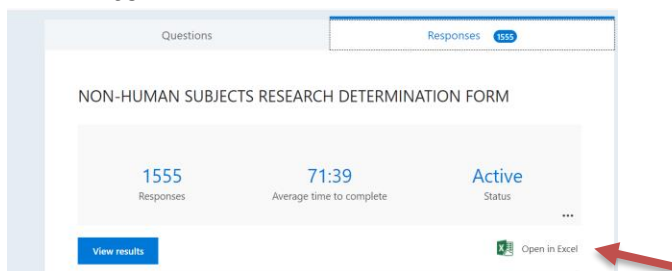 Questions
Responses 1555
NON-HUMAN SUBJECTS RESEARCH DETERMINATION FORM
1555 71:39 Active
Responses Average time to complete Status
...
View results Open in Excel